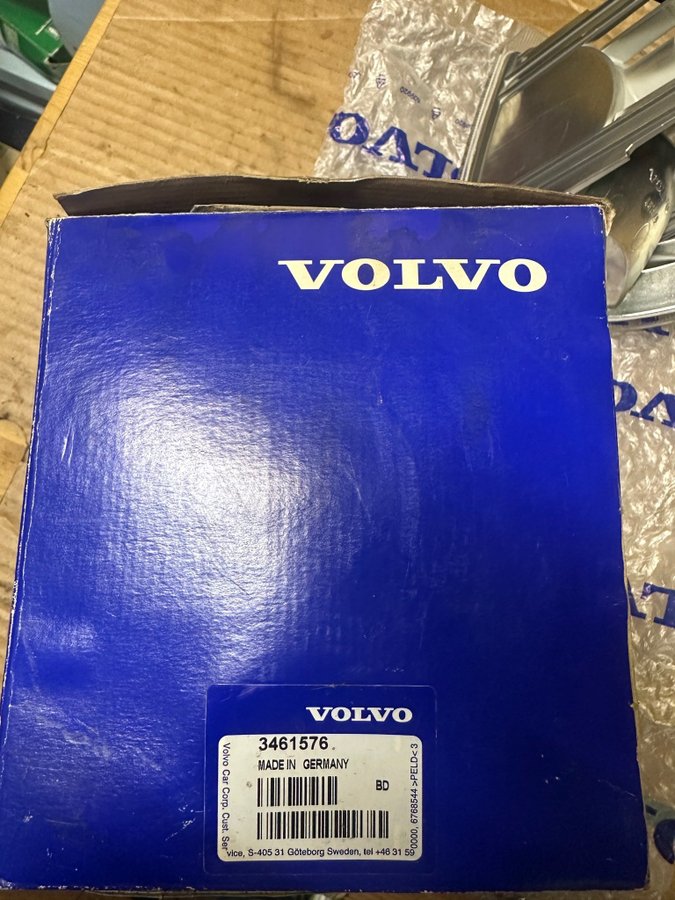 VOLVO
VOLVO
VOLVO
3461576
MADE IN GERMANY
BD
Volvo Car Corp. Cust. Ser
vice, S-405 31 Göteborg Sweden, tel +46 31 59
0000, 6768544 >PELD< 3